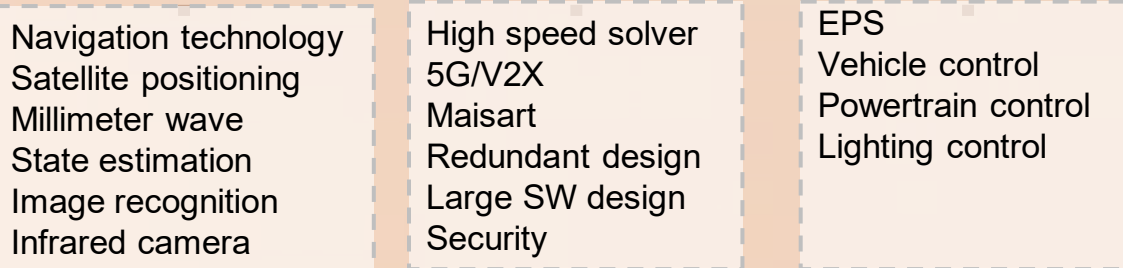 Navigation technology
Satellite positioning
Millimeter wave
State estimation
Image recognition
Infrared camera
High speed solver
5G/V2X
Maisart
Redundant design
Large SW design
Security
EPS
Vehicle control
Powertrain control
Lighting control